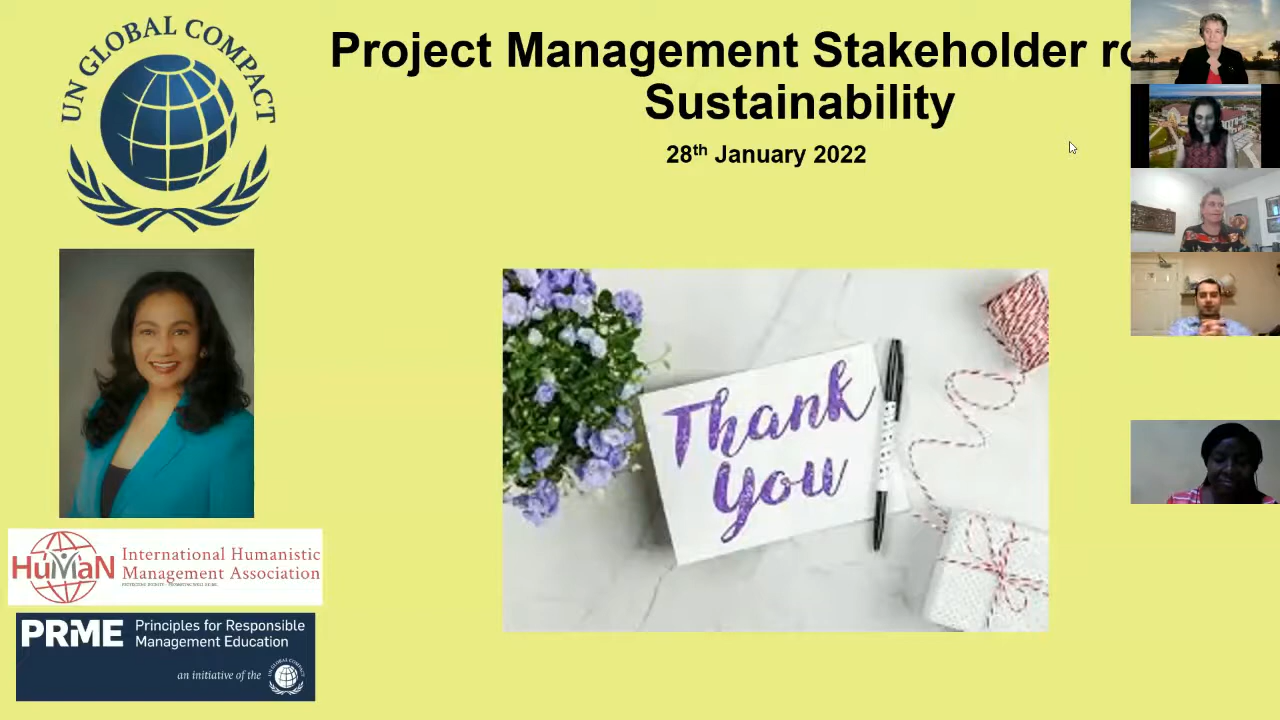 UN GLOBAL COMPACT
Project Management Stakeholder
Sustainability
28th January 2022
Thank
You
HuMaN
International Humanistic
Management Association
PRME
Principles for Responsible
Management Education
an initiative of the